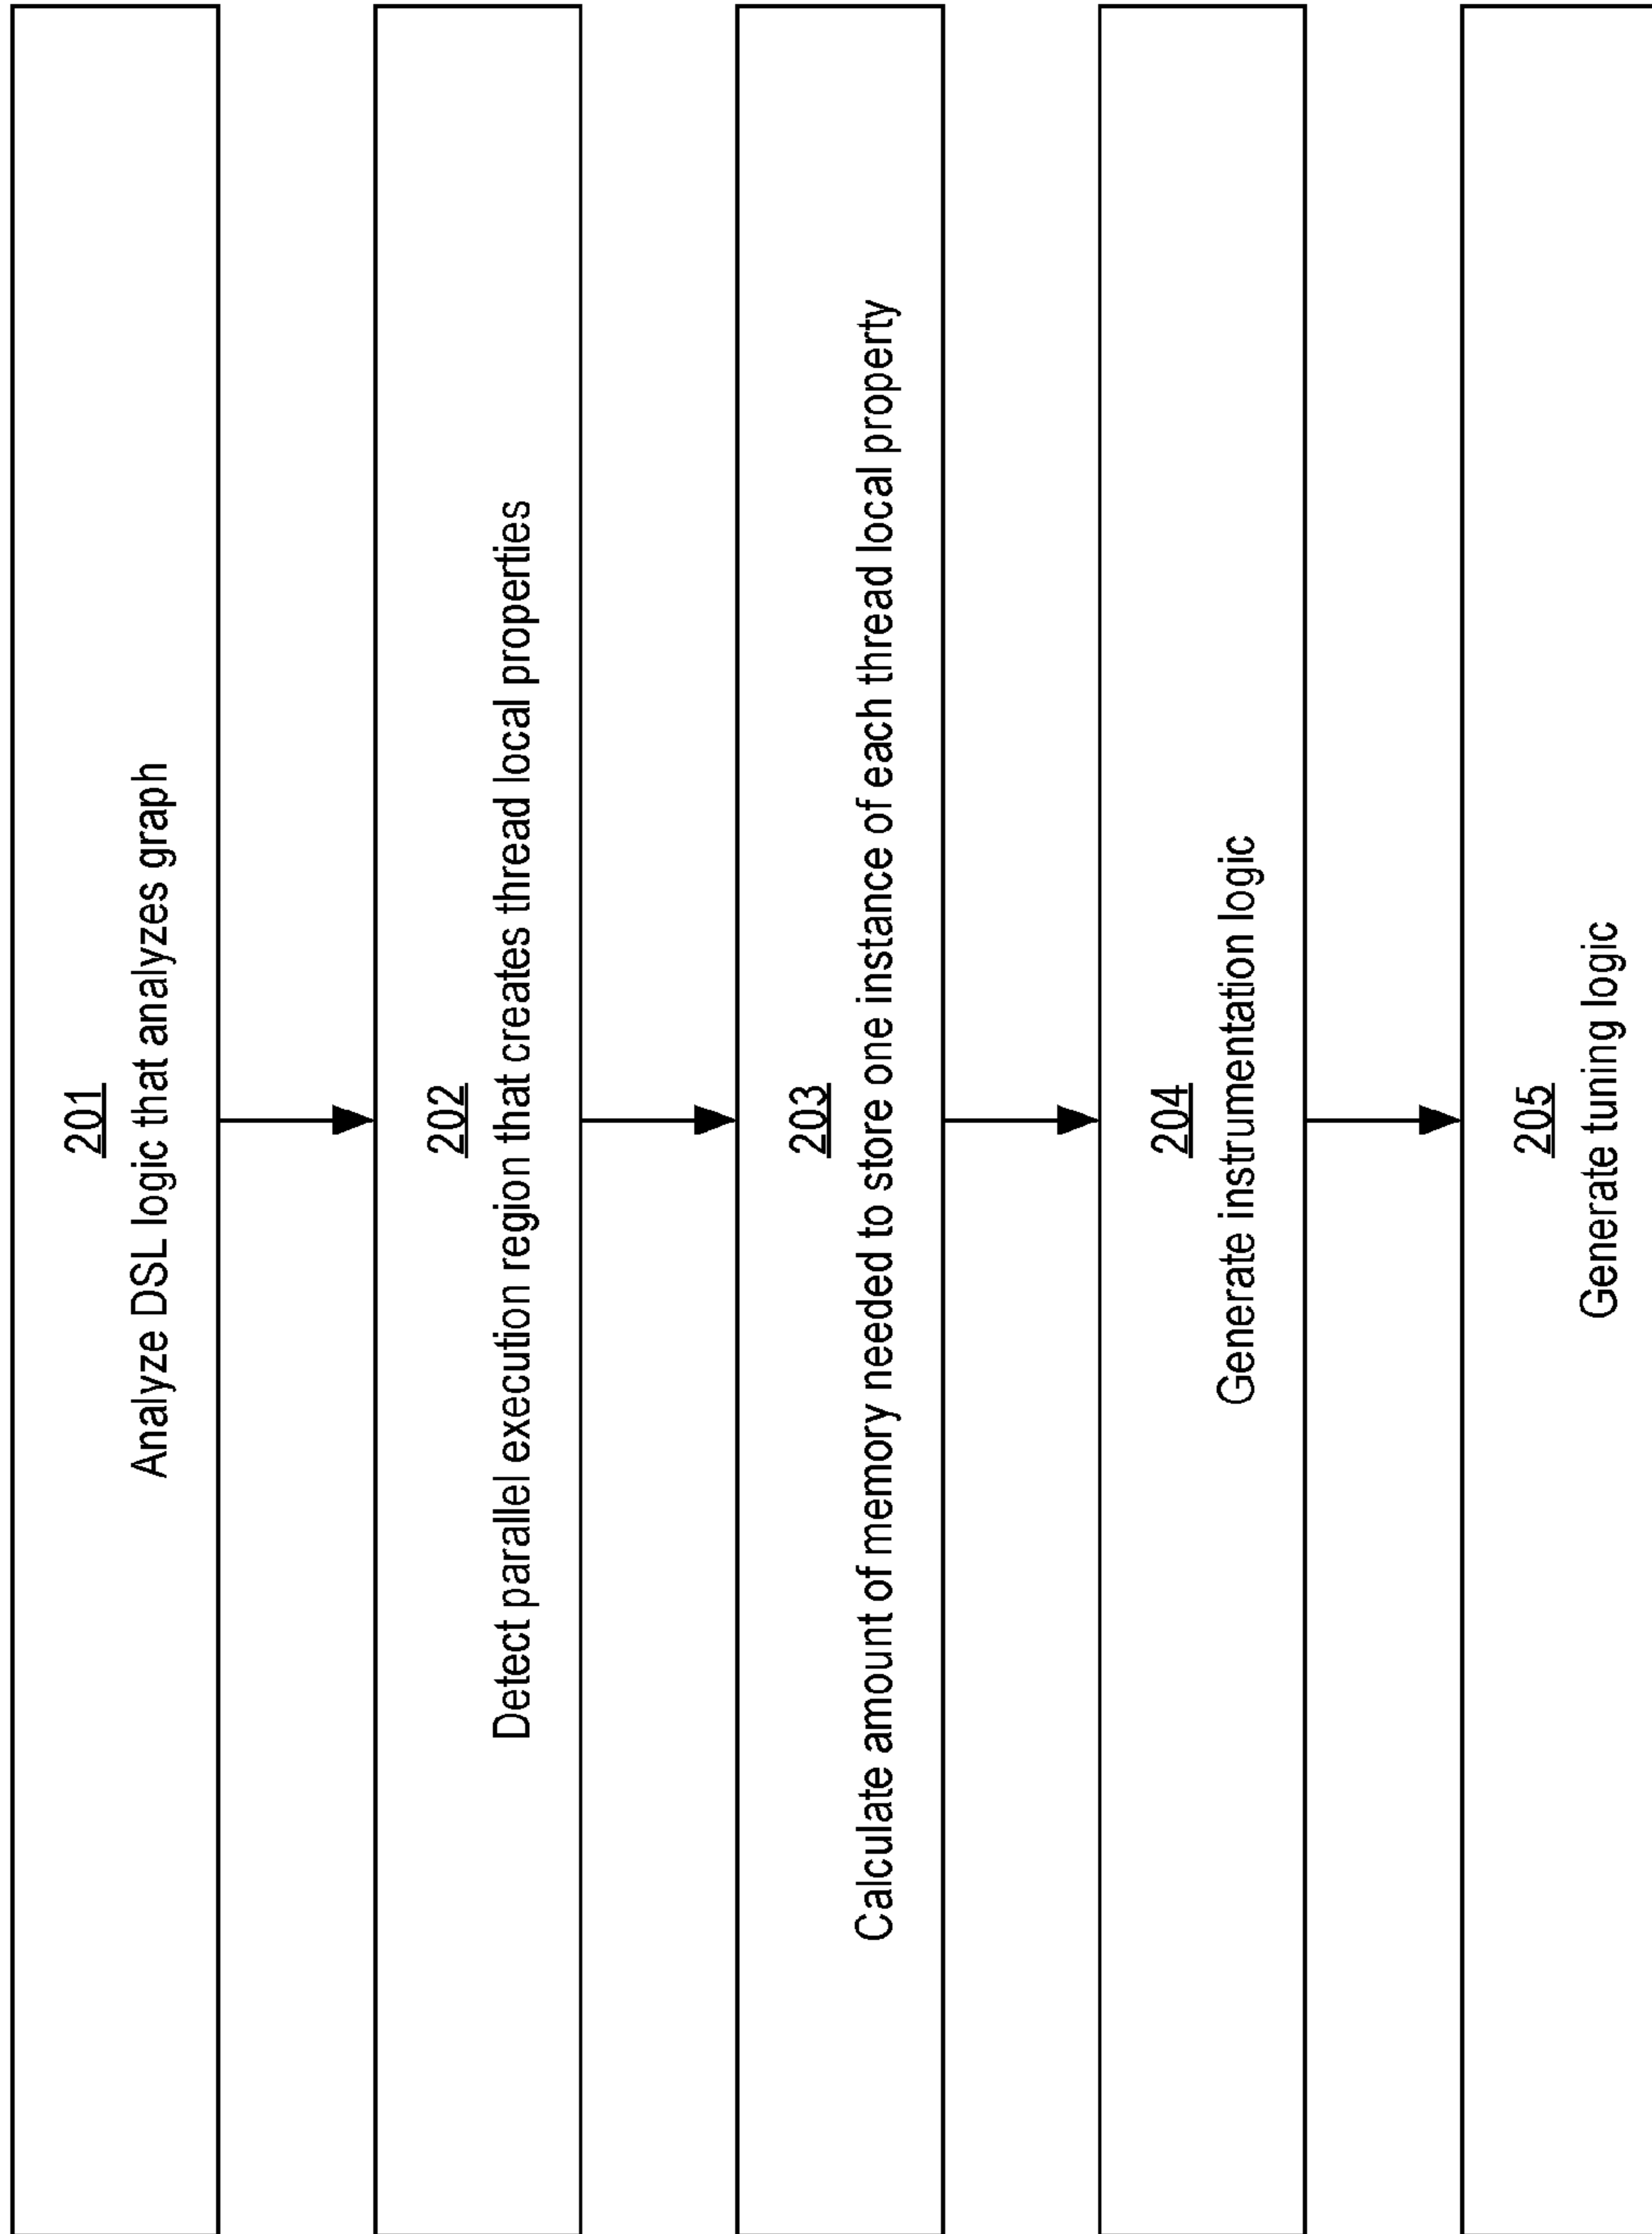 201
Analyze DSL logic that analyzes graph
202
Detect parallel execution region that creates thread local properties
203
Calculate amount of memory needed to store one instance of each thread local property
204
Generate instrumentation logic
205
Generate tuning logic